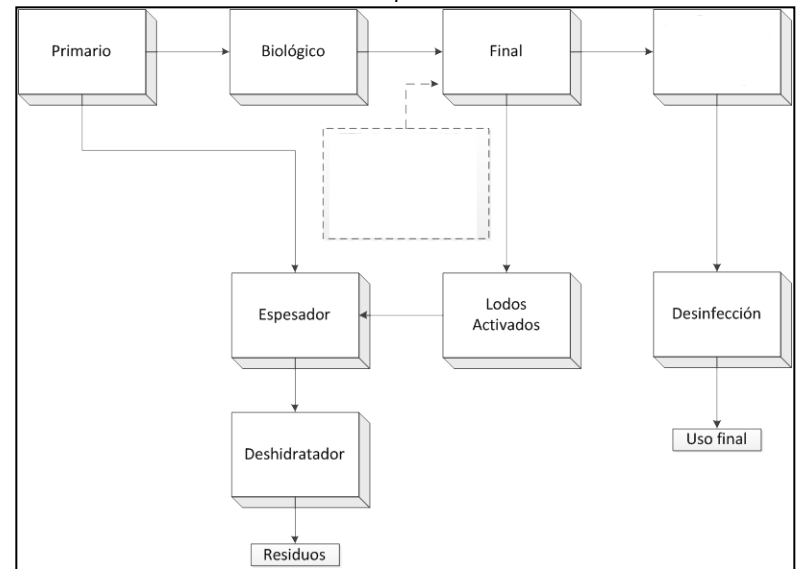 Primario
Biológico
Final
Espesador
Lodos
Activados
Desinfección
Deshidratador
Uso final
Residuos